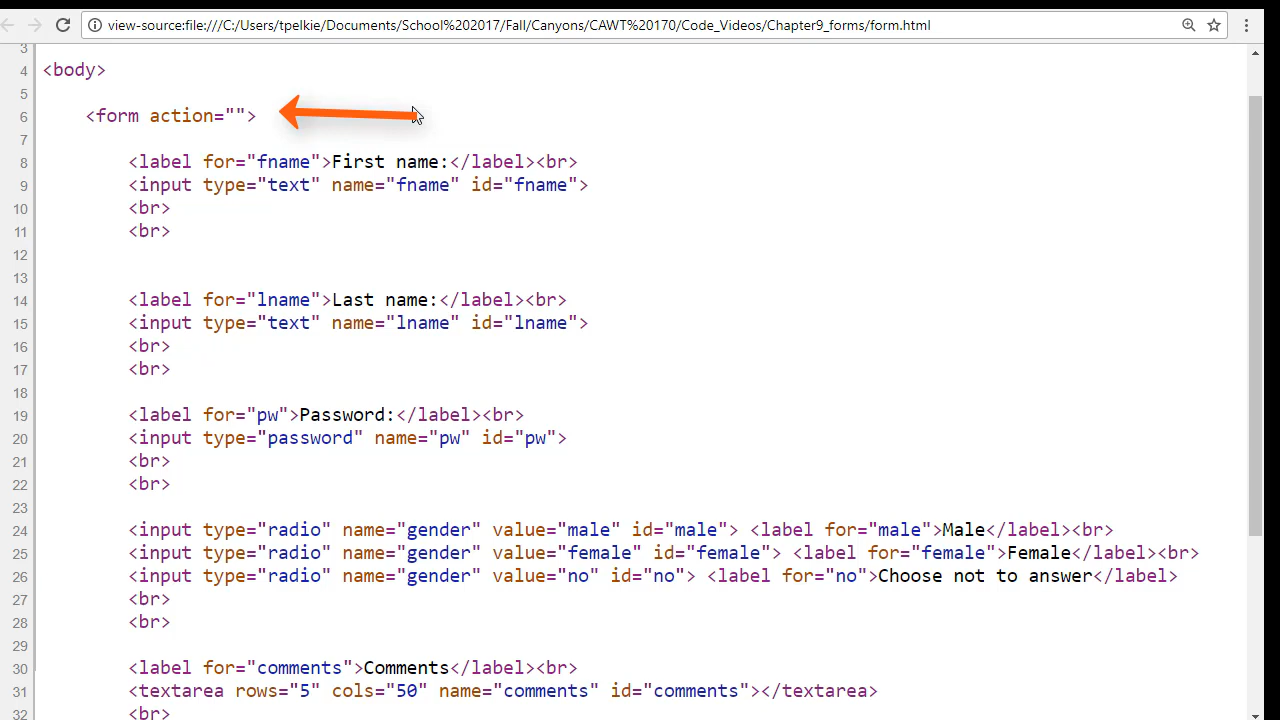 view-source:file:///C:/Users/tpelkie/Documents/School%202017/Fall/Canyons/CAWT%20170/Code_Videos/Chapter9_forms/form.html
3
4 <body>
5
6 <form action="">
7
8 <label for="fname">First name:</label><br>
9 <input type="text" name="fname" id="fname">
10 <br>
11 <br>
12
13
14 <label for="lname">Last name:</label><br>
15 <input type="text" name="lname" id="lname">
16 <br>
17 <br>
18
19 <label for="pw">Password:</label><br>
20 <input type="password" name="pw" id="pw">
21 <br>
22 <br>
23
24 <input type="radio" name="gender" value="male" id="male"> <label for="male">Male</label><br>
25 <input type="radio" name="gender" value="female" id="female"> <label for="female">Female</label><br>
26 <input type="radio" name="gender" value="no" id="no"> <label for="no">Choose not to answer</label>
27 <br>
28 <br>
29
30 <label for="comments">Comments</label><br>
31 <textarea rows="5" cols="50" name="comments" id="comments"></textarea>
32 <br>